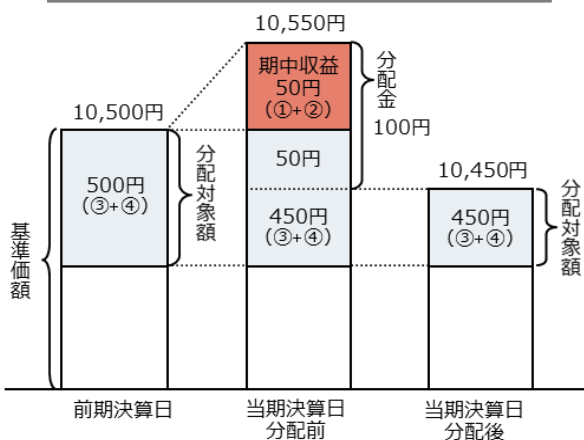 10,550円
期中収益
50円
（①+②）
分配金
100円
10,500円
500円
（③+④）
分配対象額
50円
450円
（③+④）
10,450円
450円
（③+④）
分配対象額
基準価額
前期決算日
当期決算日
分配前
当期決算日
分配後